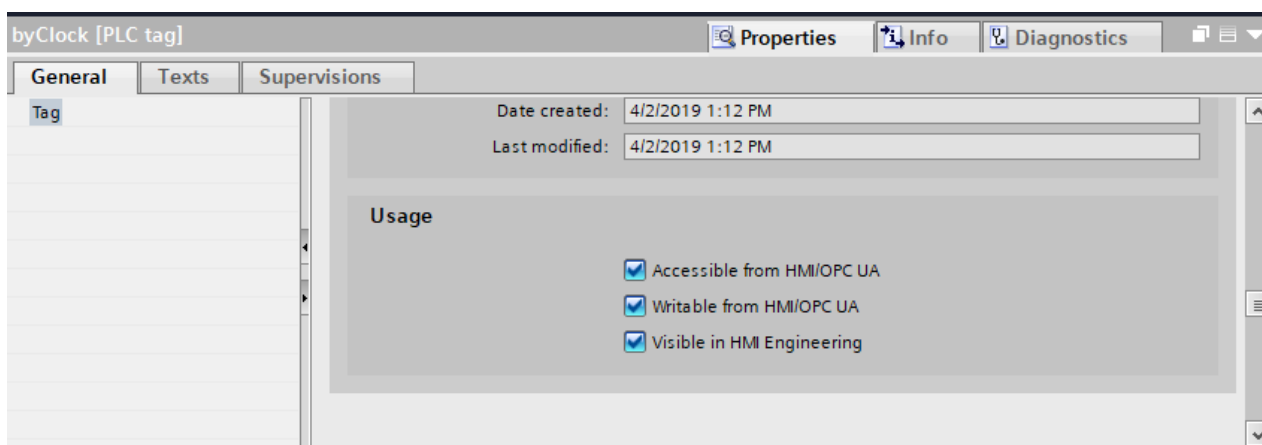 byClock [PLC tag] Properties Info Diagnostics
General Texts Supervisions
Tag
Date created: 4/2/2019 1:12 PM
Last modified: 4/2/2019 1:12 PM
Usage
Accessible from HMI/OPC UA
Writable from HMI/OPC UA
Visible in HMI Engineering